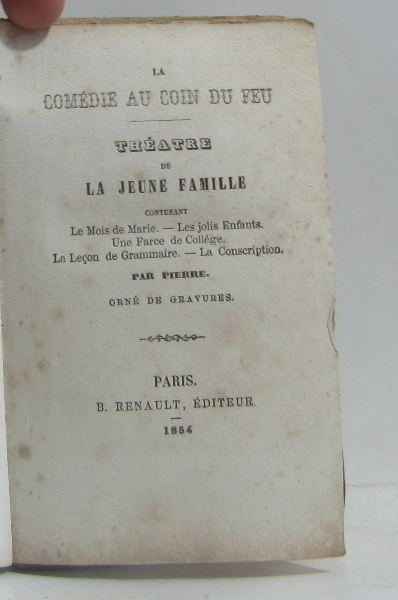 LA
COMÉDIE AU COIN DU FEU
THÉATRE
DE
LA JEUNE FAMILLE
CONTENANT
Le Mois de Marie. — Les jolis Enfants.
Une Farce de Collége.
La Leçon de Grammaire. — La Conscription.
PAR PIERRE.
ORNÉ DE GRAVURES.
PARIS.
B. RENAULT, ÉDITEUR.
1854